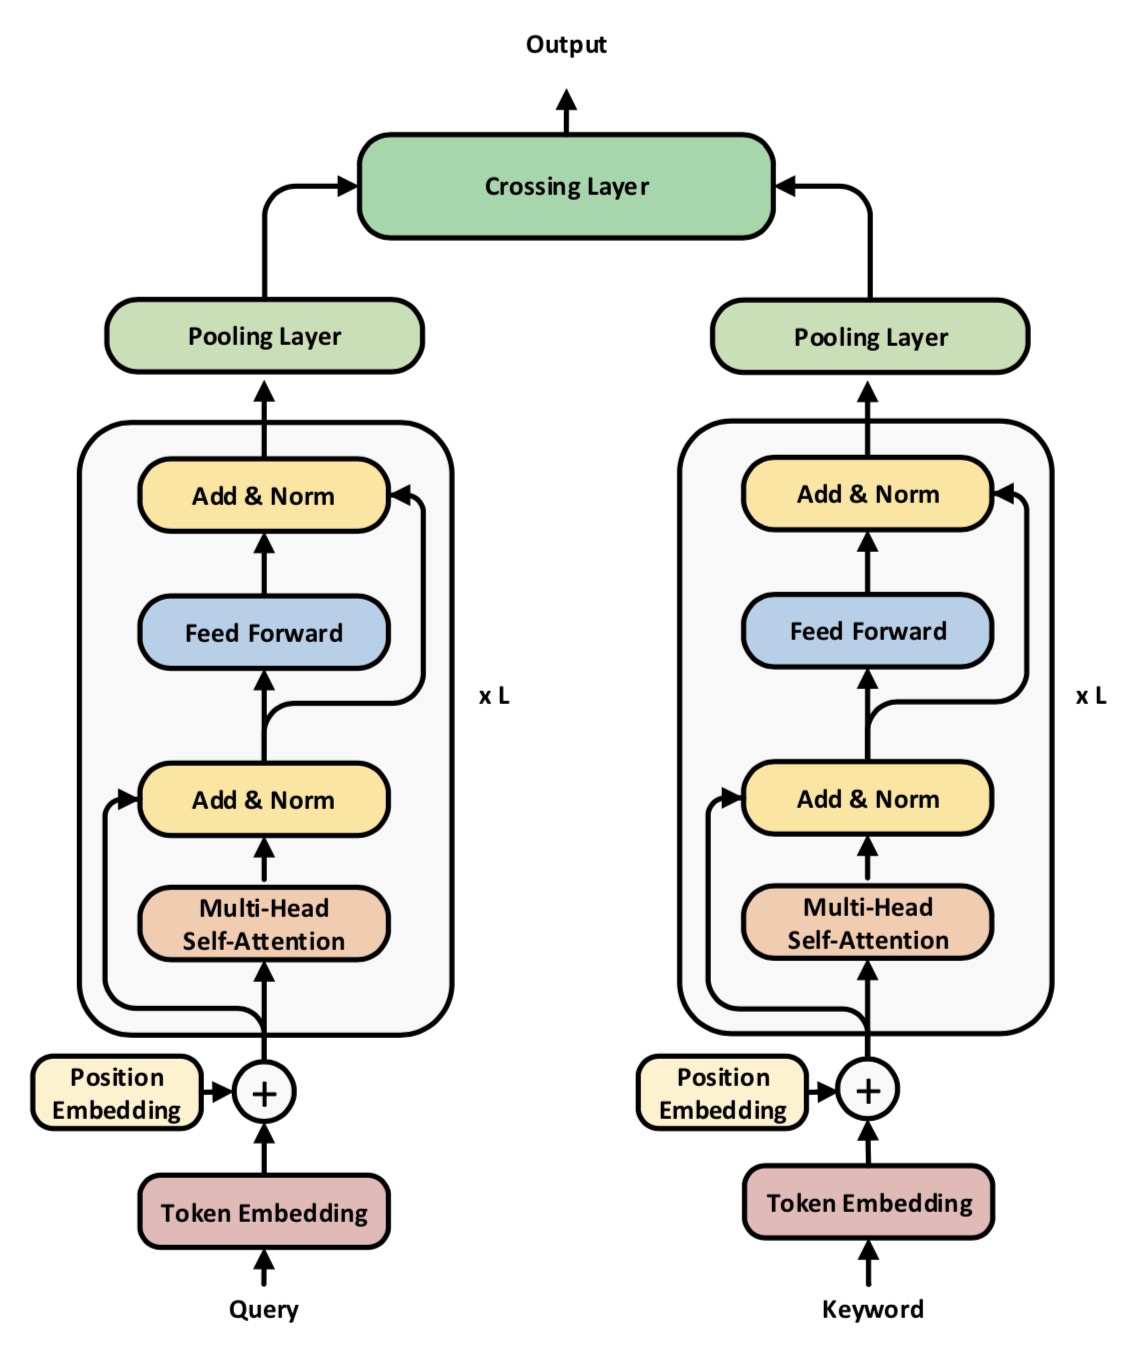 Output
Crossing Layer
Pooling Layer
Add & Norm
Feed Forward
x L
Add & Norm
Multi-Head
Self-Attention
Position
Embedding
+
Token Embedding
Query
Pooling Layer
Add & Norm
Feed Forward
x L
Add & Norm
Multi-Head
Self-Attention
Position
Embedding
+
Token Embedding
Keyword